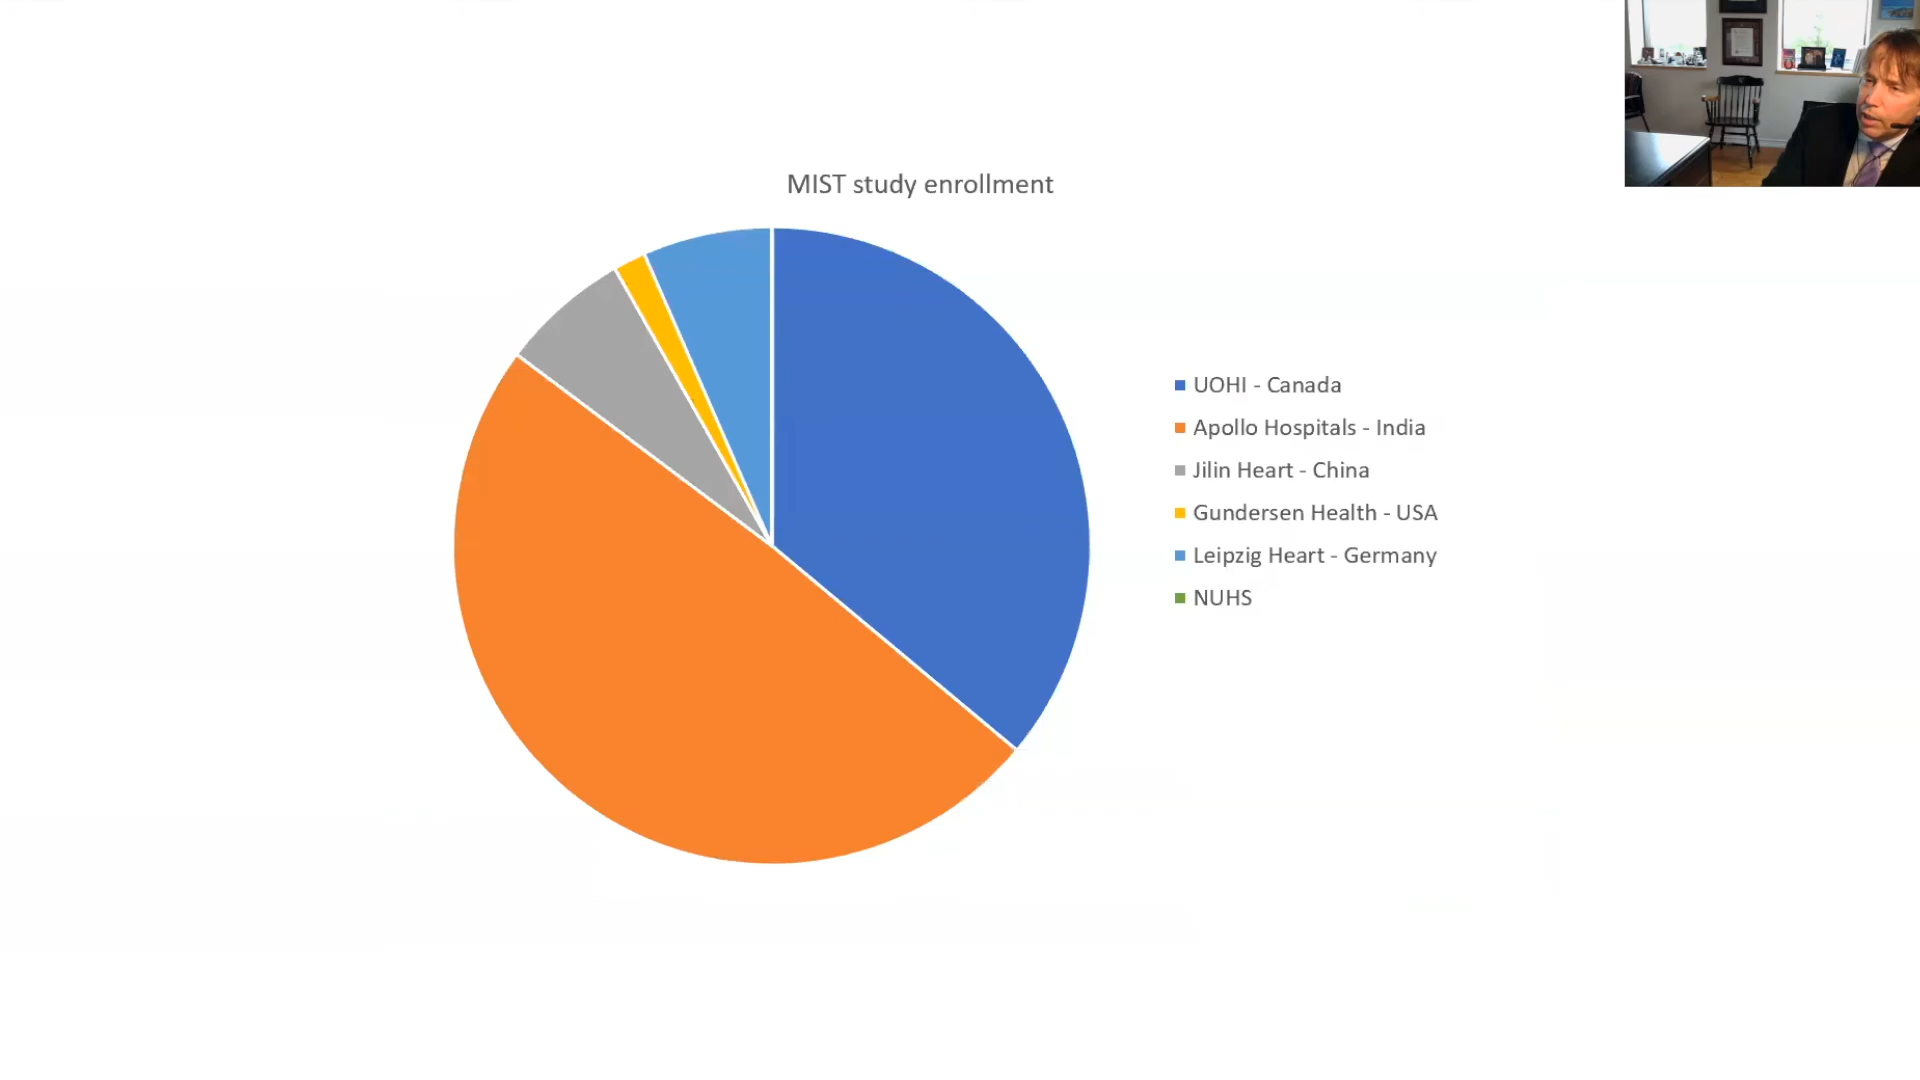 MIST study enrollment
UOHI - Canada
Apollo Hospitals - India
Jilin Heart - China
Gundersen Health - USA
Leipzig Heart - Germany
NUHS